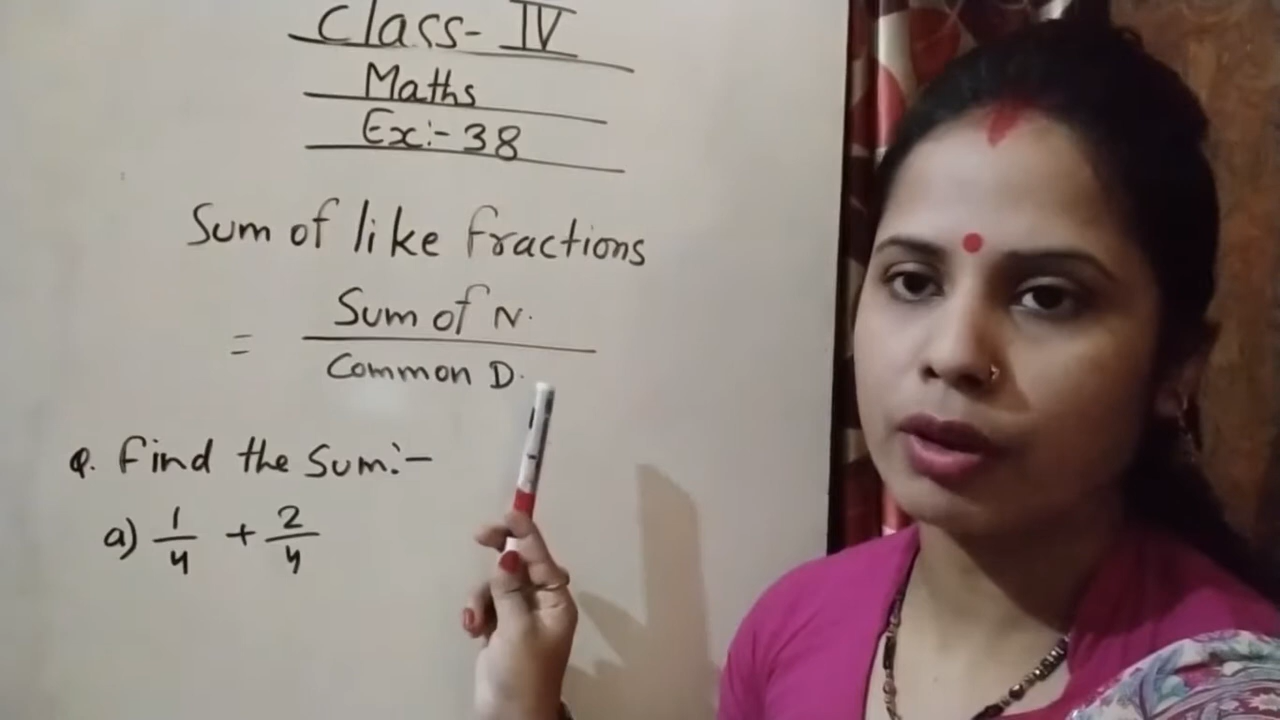 Class- IV
Maths
Ex:- 38
Sum of like fractions
= Sum of N.
Common D.
Q. Find the Sum:-
a) 1/4 + 2/4